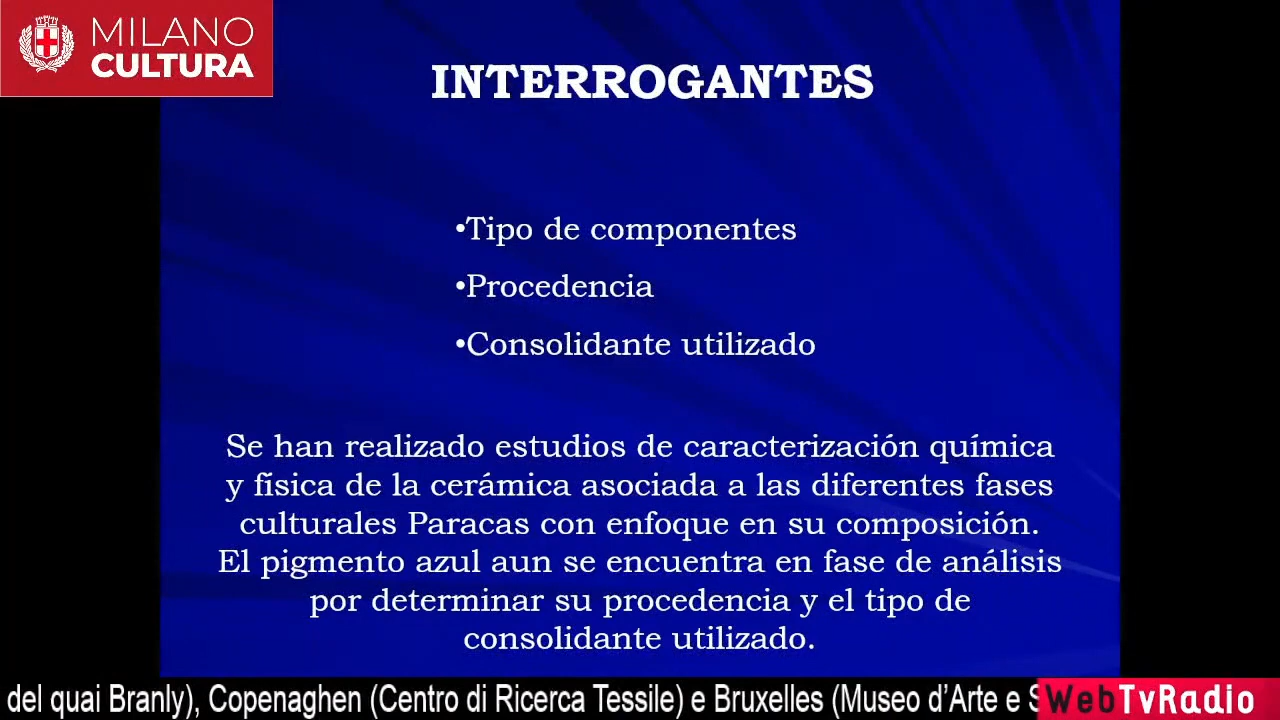 MILANO
CULTURA
INTERROGANTES
•Tipo de componentes
•Procedencia
•Consolidante utilizado
Se han realizado estudios de caracterización química
y física de la cerámica asociada a las diferentes fases
culturales Paracas con enfoque en su composición.
El pigmento azul aun se encuentra en fase de análisis
por determinar su procedencia y el tipo de
consolidante utilizado.
del quai Branly), Copenaghen (Centro di Ricerca Tessile) e Bruxelles (Museo d’Arte e S
WebTvRadio